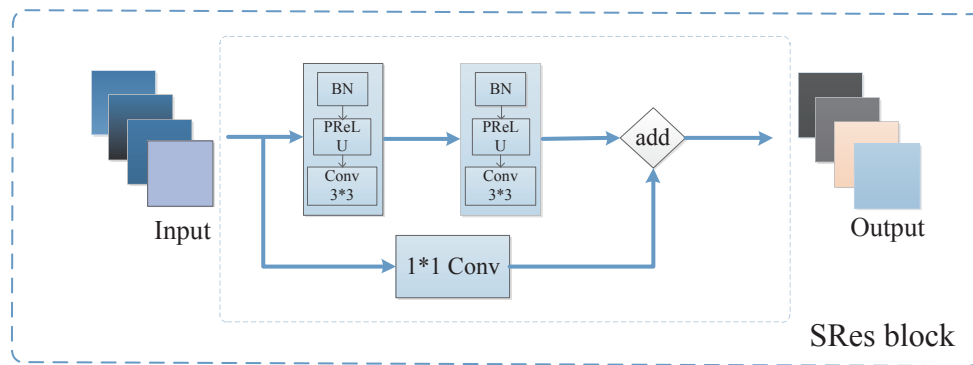 BN
PReL
U
Conv
3*3
BN
PReL
U
Conv
3*3
add
Input
1*1 Conv
Output
SRes block